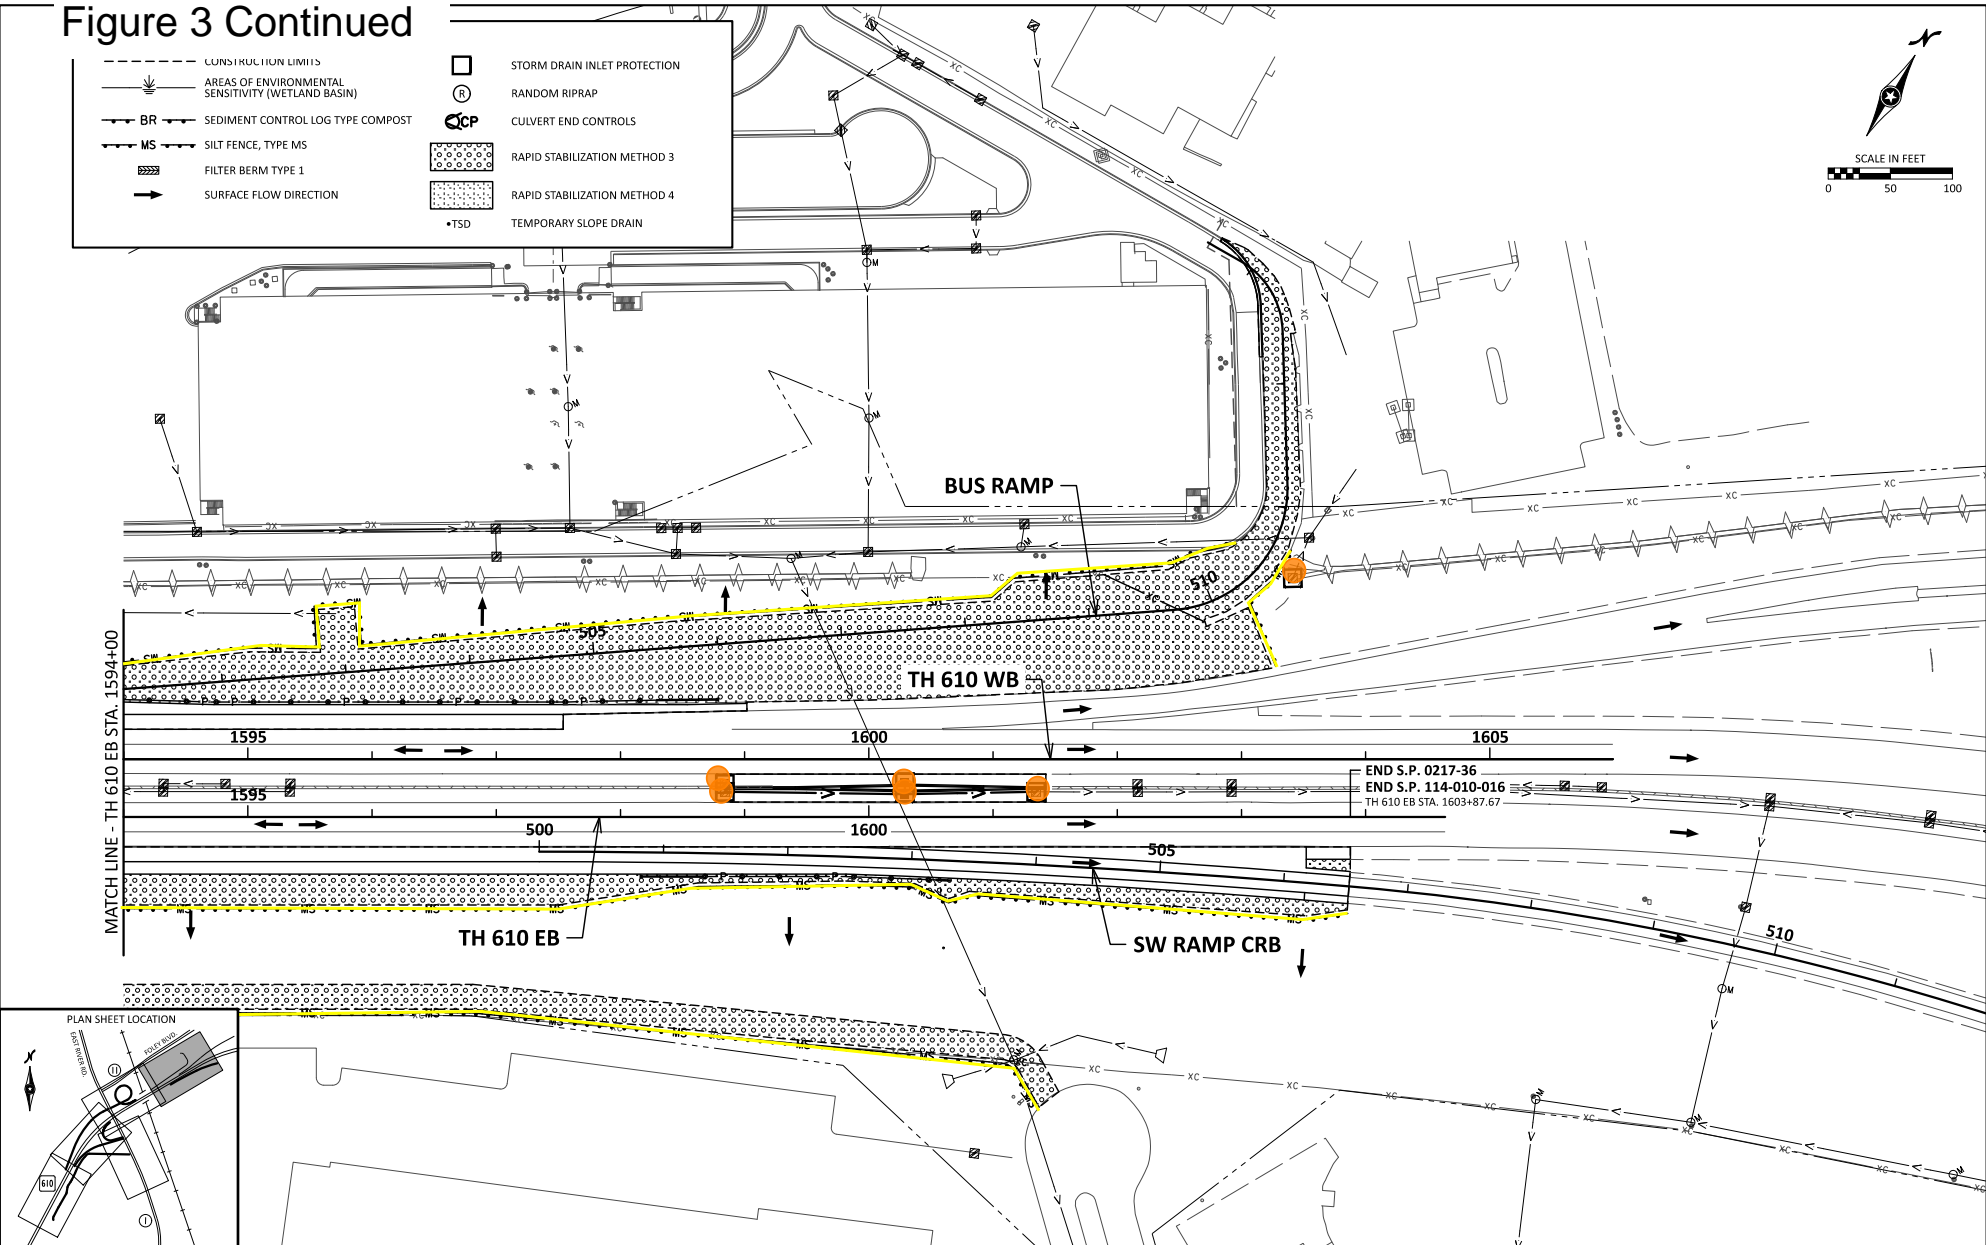 Figure 3 Continued
CONSTRUCTION LIMITS
AREAS OF ENVIRONMENTAL
SENSITIVITY (WETLAND BASIN)
BR
SEDIMENT CONTROL LOG TYPE COMPOST
MS
SILT FENCE, TYPE MS
FILTER BERM TYPE 1
SURFACE FLOW DIRECTION
STORM DRAIN INLET PROTECTION
R
RANDOM RIPRAP
CP
CULVERT END CONTROLS
RAPID STABILIZATION METHOD 3
RAPID STABILIZATION METHOD 4
•TSD
TEMPORARY SLOPE DRAIN
N
SCALE IN FEET
0 50 100
BUS RAMP
510
505
TH 610 WB
MATCH LINE - TH 610 EB STA. 1594+00
1595
1600
1605
END S.P. 0217-36
END S.P. 114-010-016
TH 610 EB STA. 1603+87.67
1595
500
1600
505
510
TH 610 EB
SW RAMP CRB
PLAN SHEET LOCATION
N
EAST RIVER RD.
FOLEY BLVD.
610